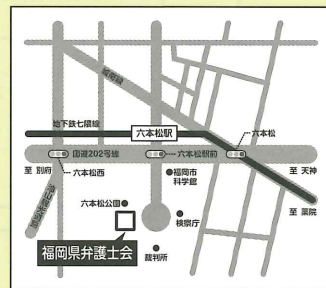 城南線
地下鉄七隈線
六本松駅
六本松
国道202号線
六本松駅前
至 別府
六本松西
福岡市
科学館
至 天神
六本松公園
検察庁
至 薬院
福岡県弁護士会
裁判所